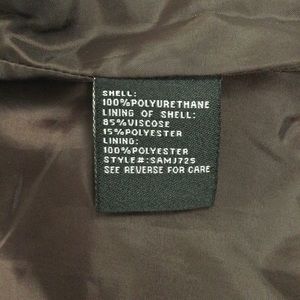 SHELL:
100%POLYURETHANE
LINING OF SHELL:
85%VISCOSE
15%POLYESTER
LINING:
100%POLYESTER
STYLE#:SAMJ725
SEE REVERSE FOR CARE